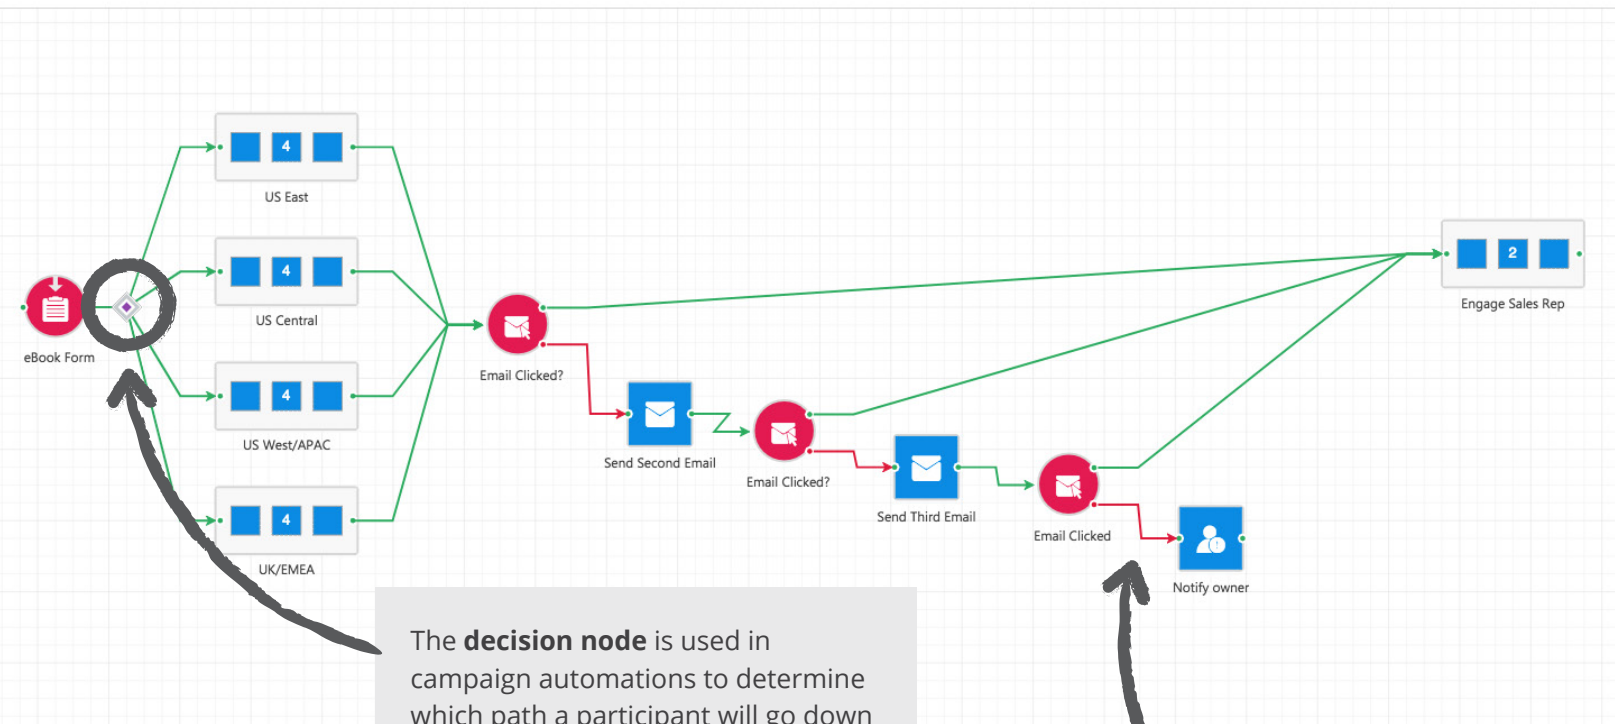 4
US East
4
US Central
eBook Form
4
US West/APAC
4
UK/EMEA
Email Clicked?
Send Second Email
Email Clicked?
Send Third Email
Email Clicked
Notify owner
2
Engage Sales Rep
The decision node is used in
campaign automations to determine
which path a participant will go down